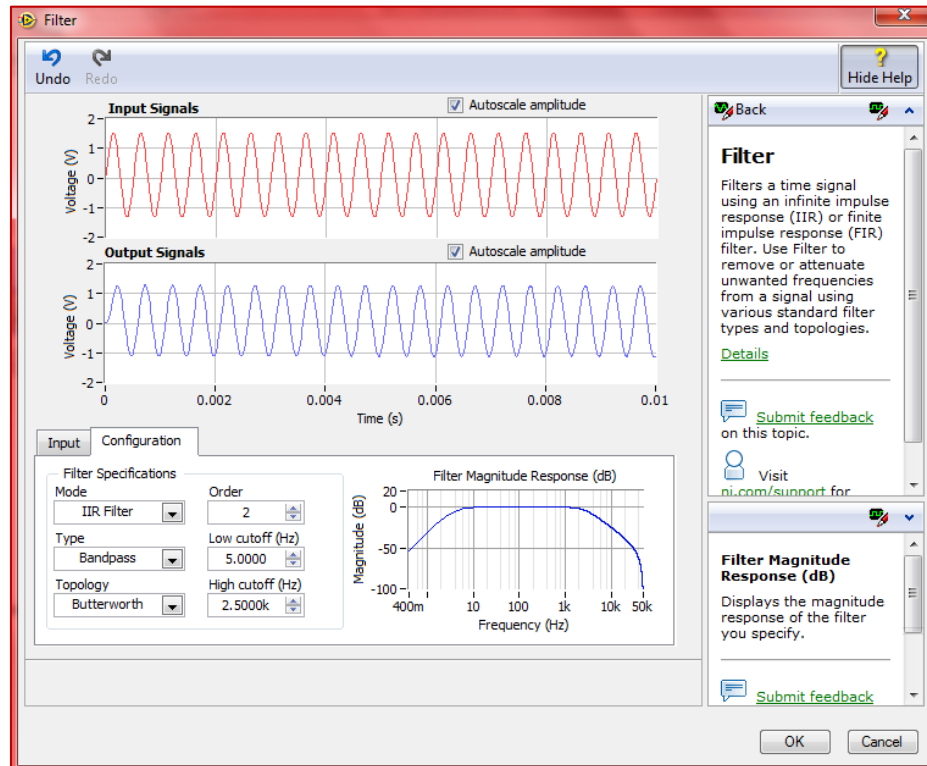 Filter
Undo
Redo
Hide Help
Input Signals
Autoscale amplitude
Voltage (V)
2
1
0
-1
-2
Output Signals
Autoscale amplitude
Voltage (V)
2
1
0
-1
-2
0
0.002
0.004
0.006
0.008
0.01
Time (s)
Input
Configuration
Filter Specifications
Mode
IIR Filter
Order
2
Type
Bandpass
Low cutoff (Hz)
5.0000
Topology
Butterworth
High cutoff (Hz)
2.5000k
Filter Magnitude Response (dB)
Magnitude (dB)
20
0
-50
-100
400m
10
100
1k
10k
50k
Frequency (Hz)
Back
Filter
Filters a time signal
using an infinite impulse
response (IIR) or finite
impulse response (FIR)
filter. Use Filter to
remove or attenuate
unwanted frequencies
from a signal using
various standard filter
types and topologies.
Details
Submit feedback
on this topic.
Visit
ni.com/support for
Filter Magnitude
Response (dB)
Displays the magnitude
response of the filter
you specify.
Submit feedback
OK
Cancel